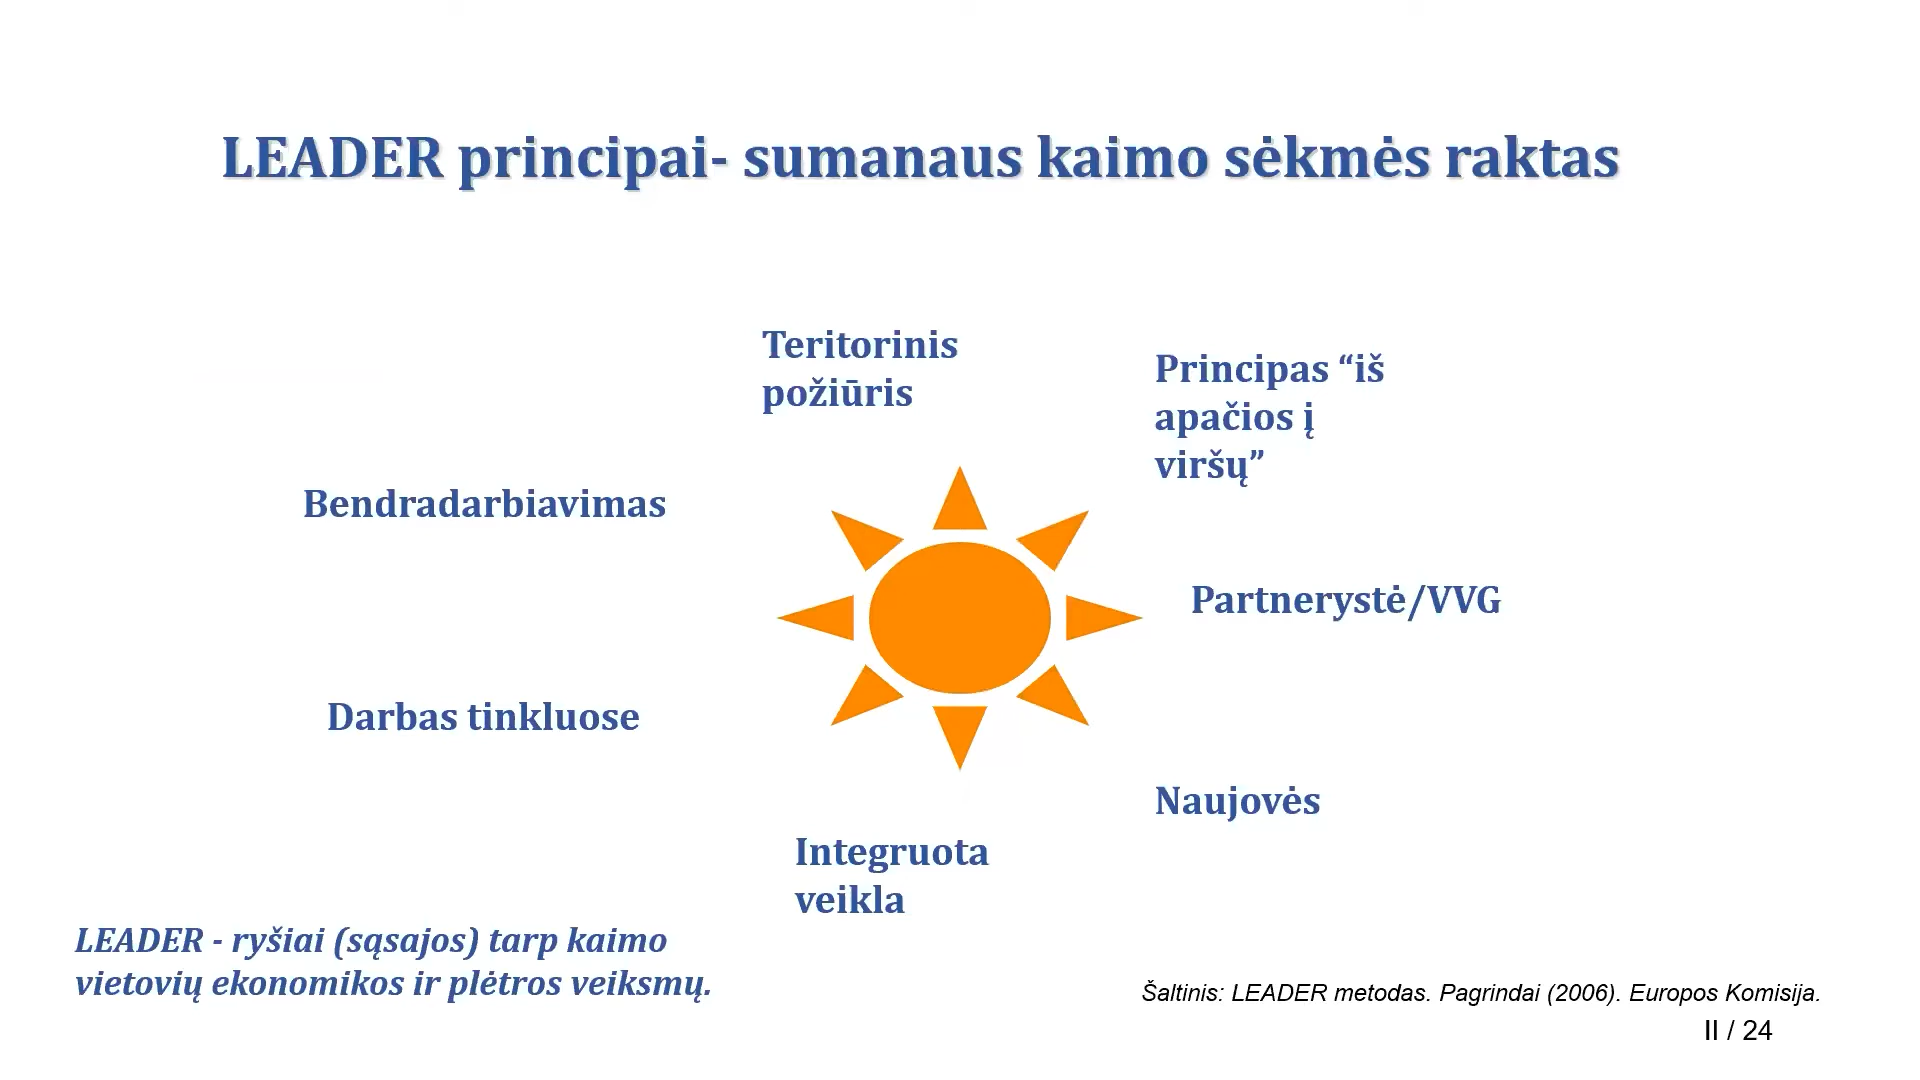 LEADER principai- sumanaus kaimo sėkmės raktas
Teritorinis
požiūris
Principas “iš
apačios į
viršų”
Bendradarbiavimas
Partnerystė/VVG
Darbas tinkluose
Naujovės
Integruota
veikla
LEADER - ryšiai (sąsajos) tarp kaimo
vietovių ekonomikos ir plėtros veiksmų.
Šaltinis: LEADER metodas. Pagrindai (2006). Europos Komisija.
II / 24